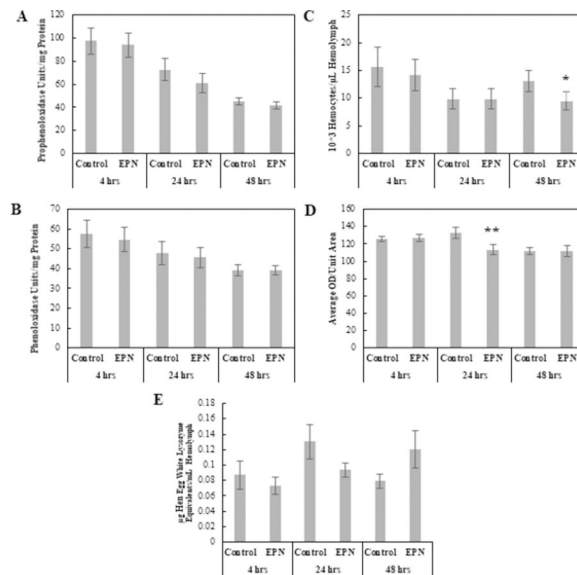 A
Prophenoloxidase Units/mg Protein
120
100
80
60
40
20
0
Control EPN Control EPN Control EPN
4 hrs 24 hrs 48 hrs
C
10^3 Hemocytes/µL Hemolymph
25
20
15
10
5
0
*
Control EPN Control EPN Control EPN
4 hrs 24 hrs 48 hrs
B
Phenoloxidase Units/mg Protein
70
60
50
40
30
20
10
0
Control EPN Control EPN Control EPN
4 hrs 24 hrs 48 hrs
D
Average OD/Unit Area
160
140
120
100
80
60
40
20
0
**
Control EPN Control EPN Control EPN
4 hrs 24 hrs 48 hrs
E
µg Hen Egg White Lysozyme
Equivalents/mL Hemolymph
0.18
0.16
0.14
0.12
0.1
0.08
0.06
0.04
0.02
0
Control EPN Control EPN Control EPN
4 hrs 24 hrs 48 hrs